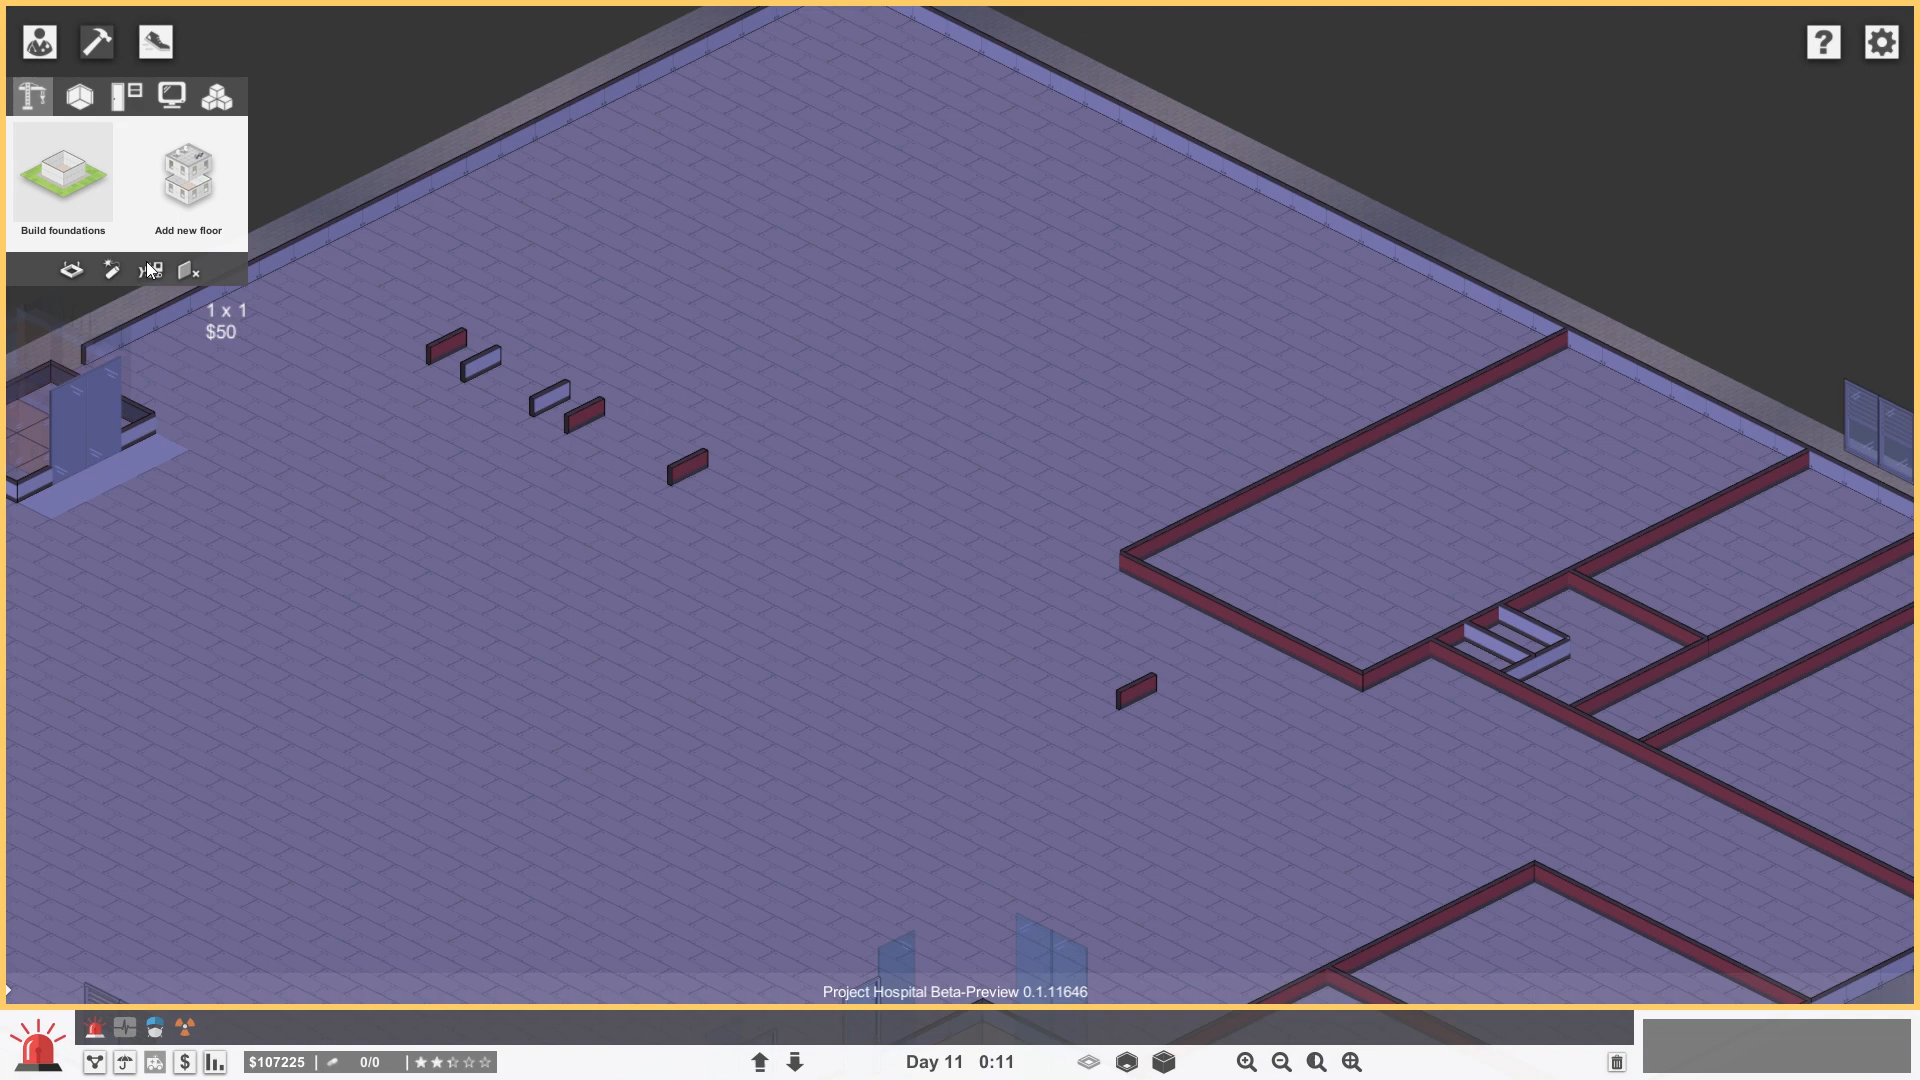 ?
Build foundations
Add new floor
1 x 1
$50
Project Hospital Beta-Preview 0.1.11646
$ $107225 | 0/0 |
Day 11 0:11